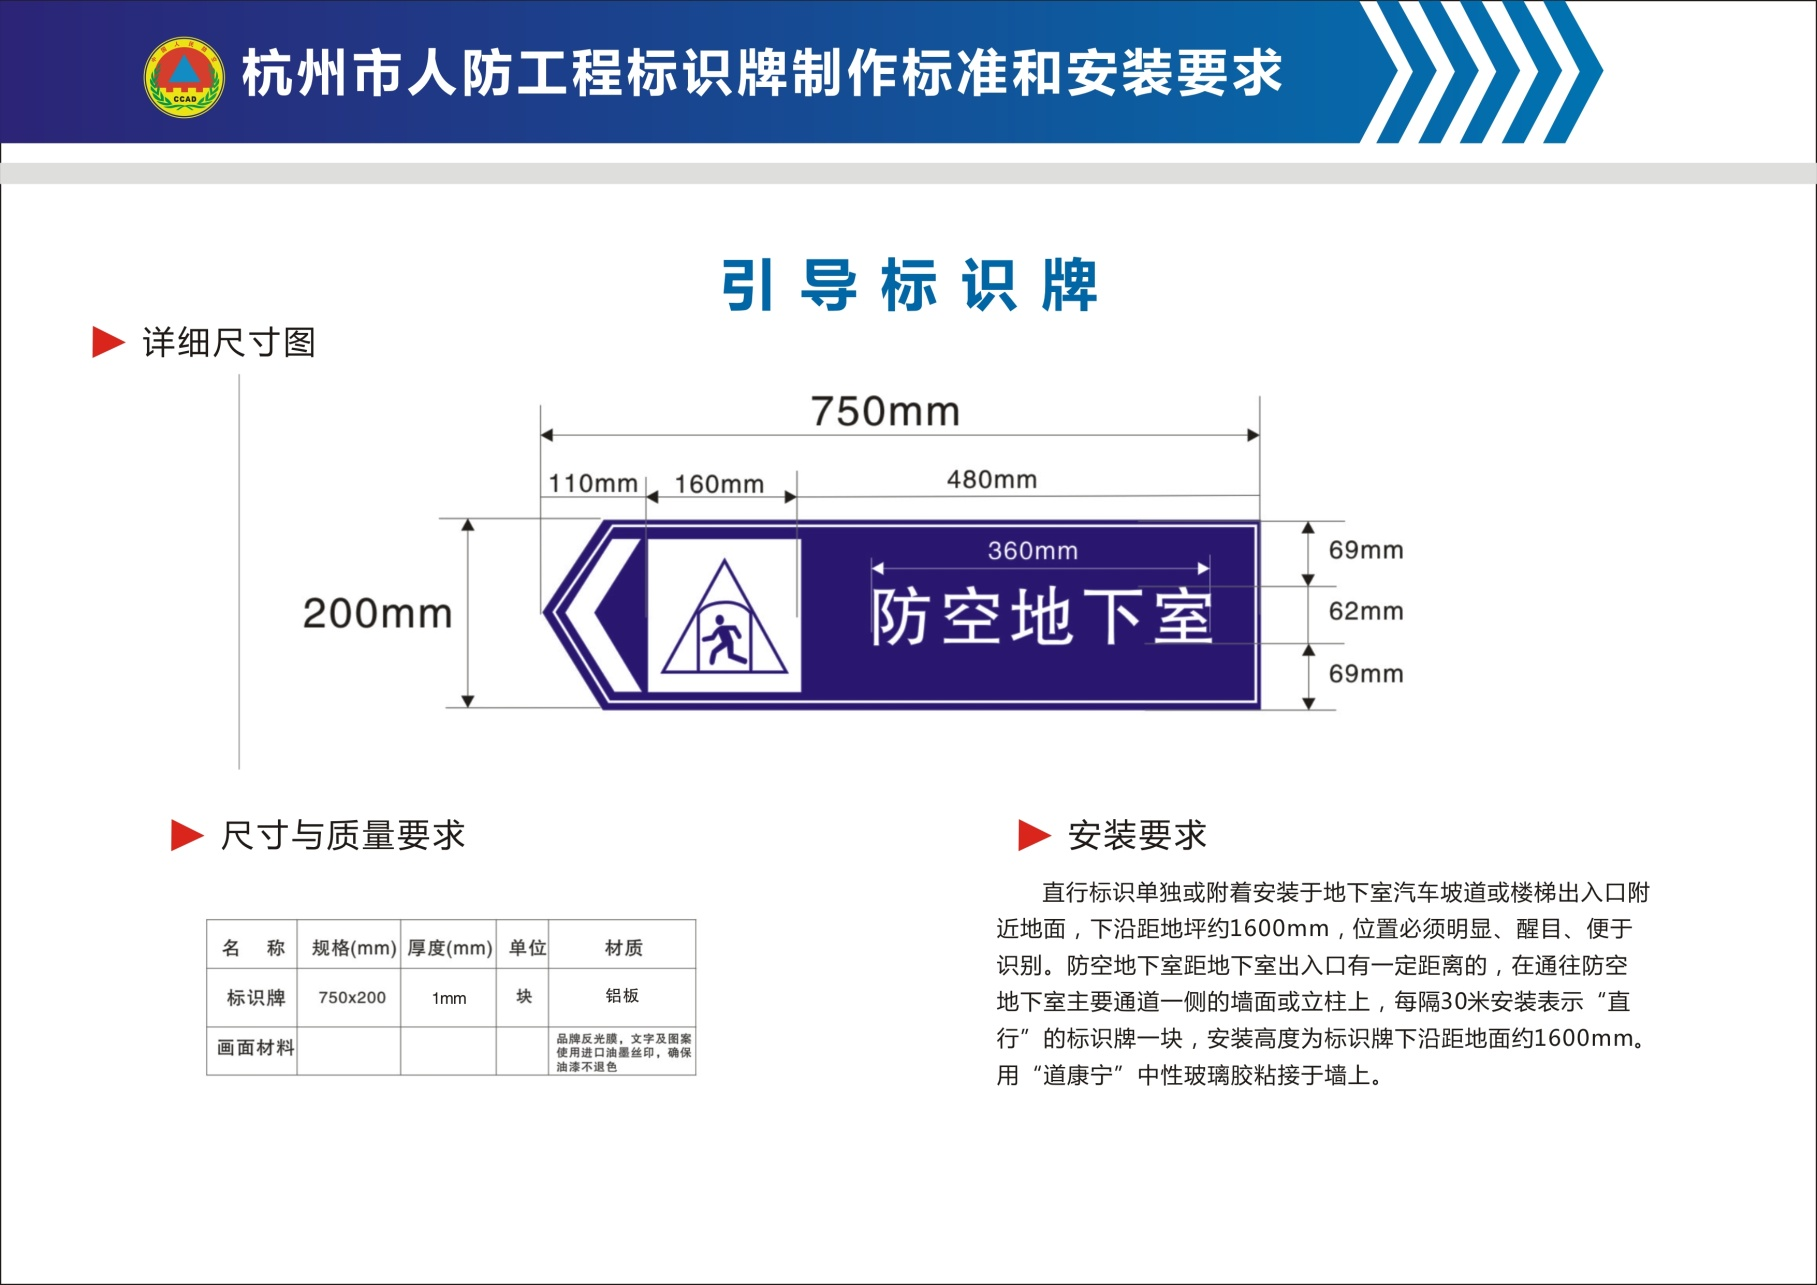 CCAD
杭州市人防工程标识牌制作标准和安装要求
引导标识牌
详细尺寸图
750mm
110mm 160mm 480mm
360mm
防空地下室
200mm
69mm
62mm
69mm
尺寸与质量要求
名 称 规格(mm) 厚度(mm) 单位 材质
标识牌 750x200 1mm 块 铝板
画面材料 品牌反光膜，文字及图案
使用进口油墨丝印，确保
油漆不退色
安装要求
直行标识单独或附着安装于地下室汽车坡道或楼梯出入口附
近地面，下沿距地坪约1600mm，位置必须明显、醒目、便于
识别。防空地下室距地下室出入口有一定距离的，在通往防空
地下室主要通道一侧的墙面或立柱上，每隔30米安装表示“直
行”的标识牌一块，安装高度为标识牌下沿距地面约1600mm。
用“道康宁”中性玻璃胶粘接于墙上。